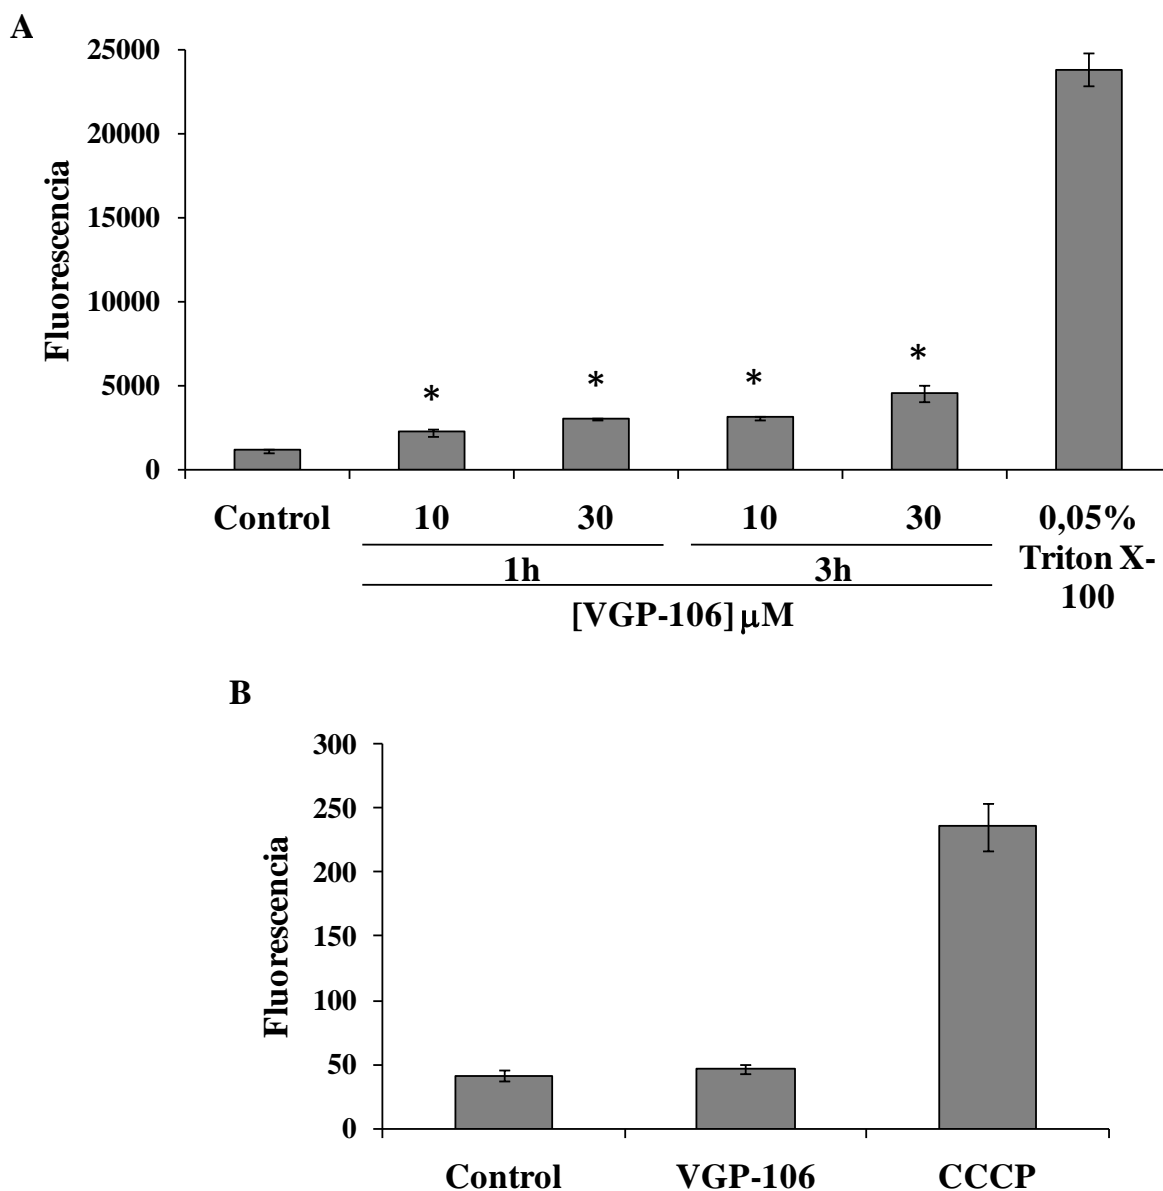 A
25000
20000
15000
10000
5000
0
Fluorescencia
*
*
*
*
Control 10 30 10 30 0,05%
Triton X-
100
1h 3h
[VGP-106] μM
B
300
250
200
150
100
50
0
Fluorescencia
Control VGP-106 CCCP